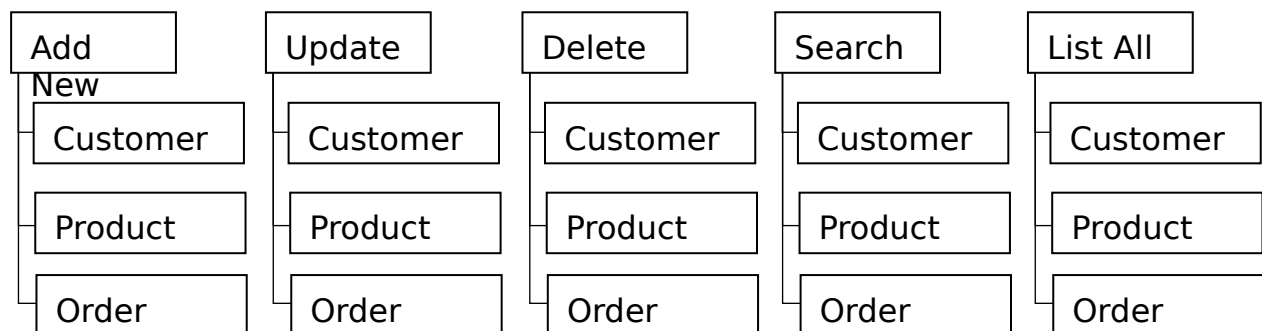 Add
New
Update
Delete
Search
List All
Customer
Customer
Customer
Customer
Customer
Product
Product
Product
Product
Product
Order
Order
Order
Order
Order